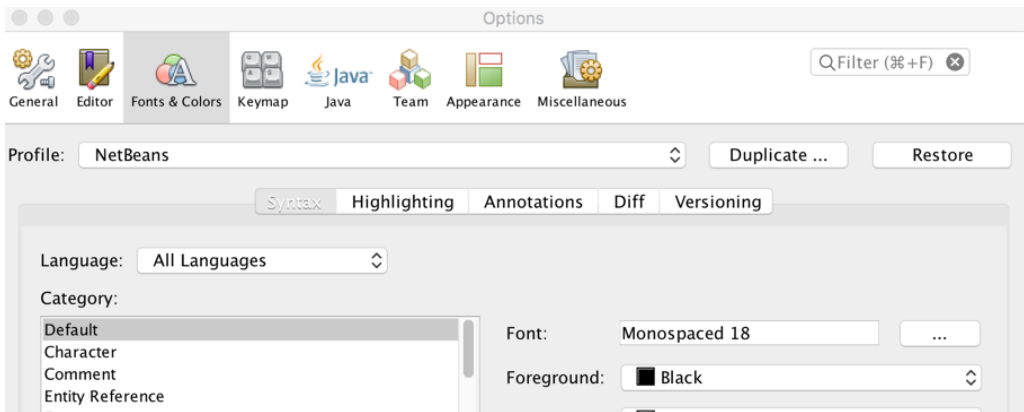 Options
Filter (⌘+F)
General Editor Fonts & Colors Keymap Java Team Appearance Miscellaneous
Profile: NetBeans Duplicate ... Restore
Syntax Highlighting Annotations Diff Versioning
Language: All Languages
Category:
Default
Font: Monospaced 18 ...
Character
Comment
Foreground: Black
Entity Reference